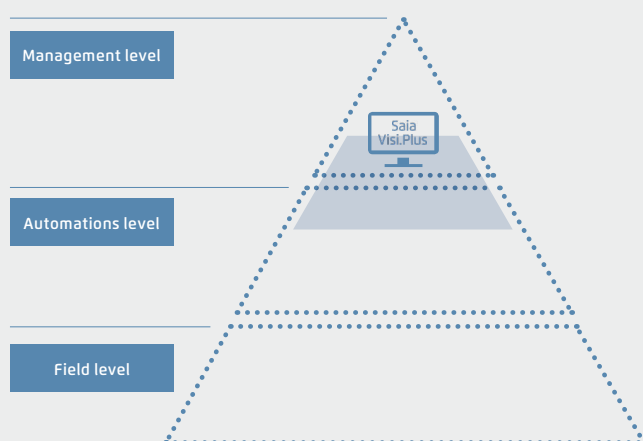 Management level
Saia
Visi.Plus
Automations level
Field level